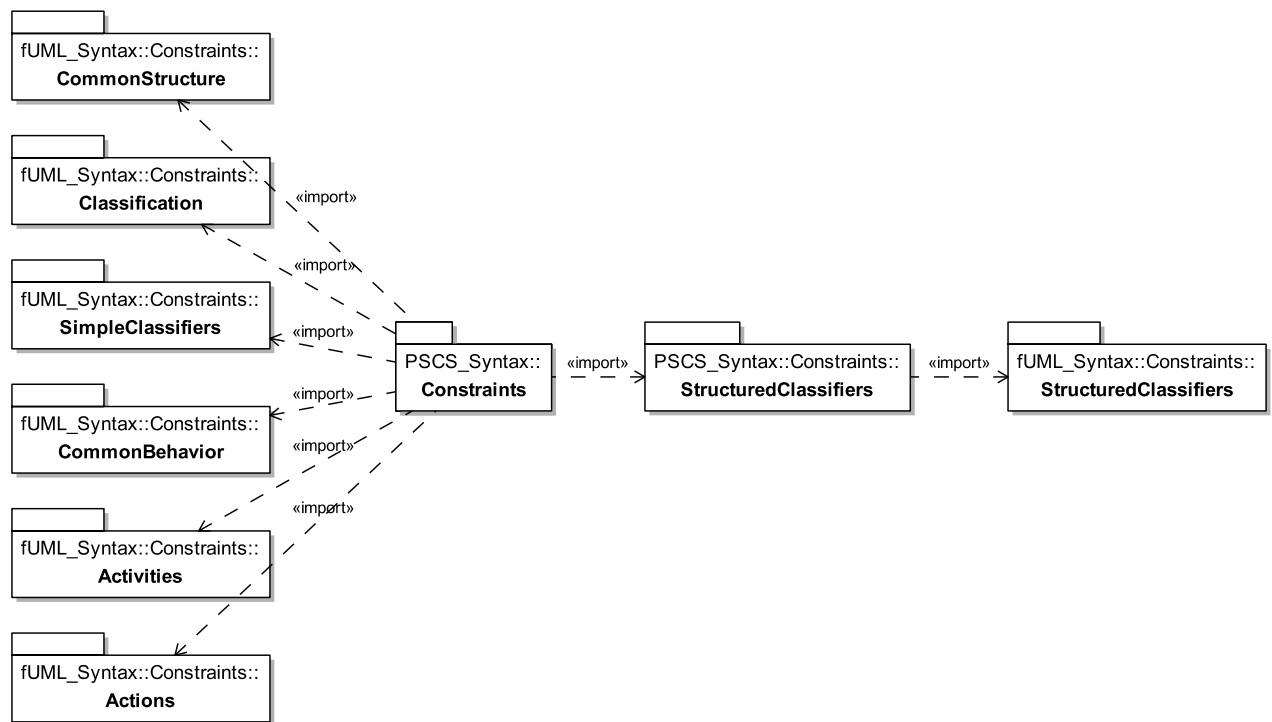 fUML_Syntax::Constraints::
CommonStructure
fUML_Syntax::Constraints::
Classification
«import»
«import»
fUML_Syntax::Constraints::
SimpleClassifiers
«import»
PSCS_Syntax::
Constraints
«import»
PSCS_Syntax::Constraints::
StructuredClassifiers
«import»
fUML_Syntax::Constraints::
StructuredClassifiers
«import»
fUML_Syntax::Constraints::
CommonBehavior
«import»
«import»
fUML_Syntax::Constraints::
Activities
fUML_Syntax::Constraints::
Actions